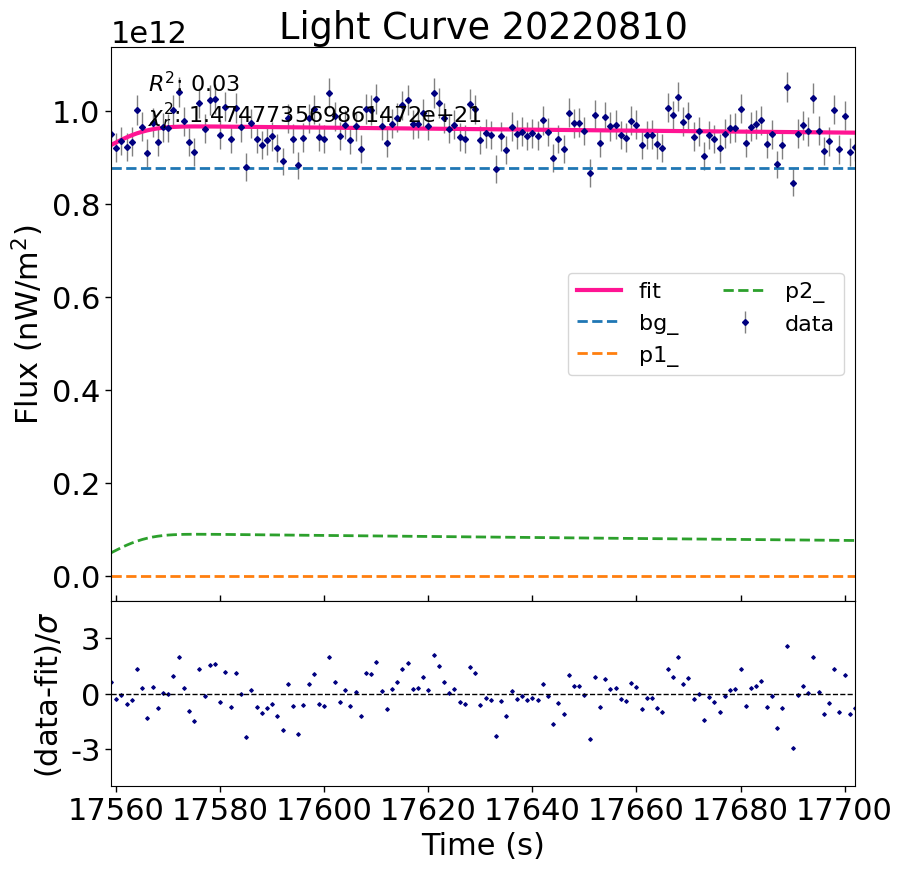 Light Curve 20220810
1e12
R²: 0.03
χ²: 1.4747735698614472e+21
1.0
0.8
0.6
0.4
0.2
0.0
Flux (nW/m²)
fit
bg_
p1_
p2_
data
3
0
-3
(data-fit)/σ
17560 17580 17600 17620 17640 17660 17680 17700
Time (s)